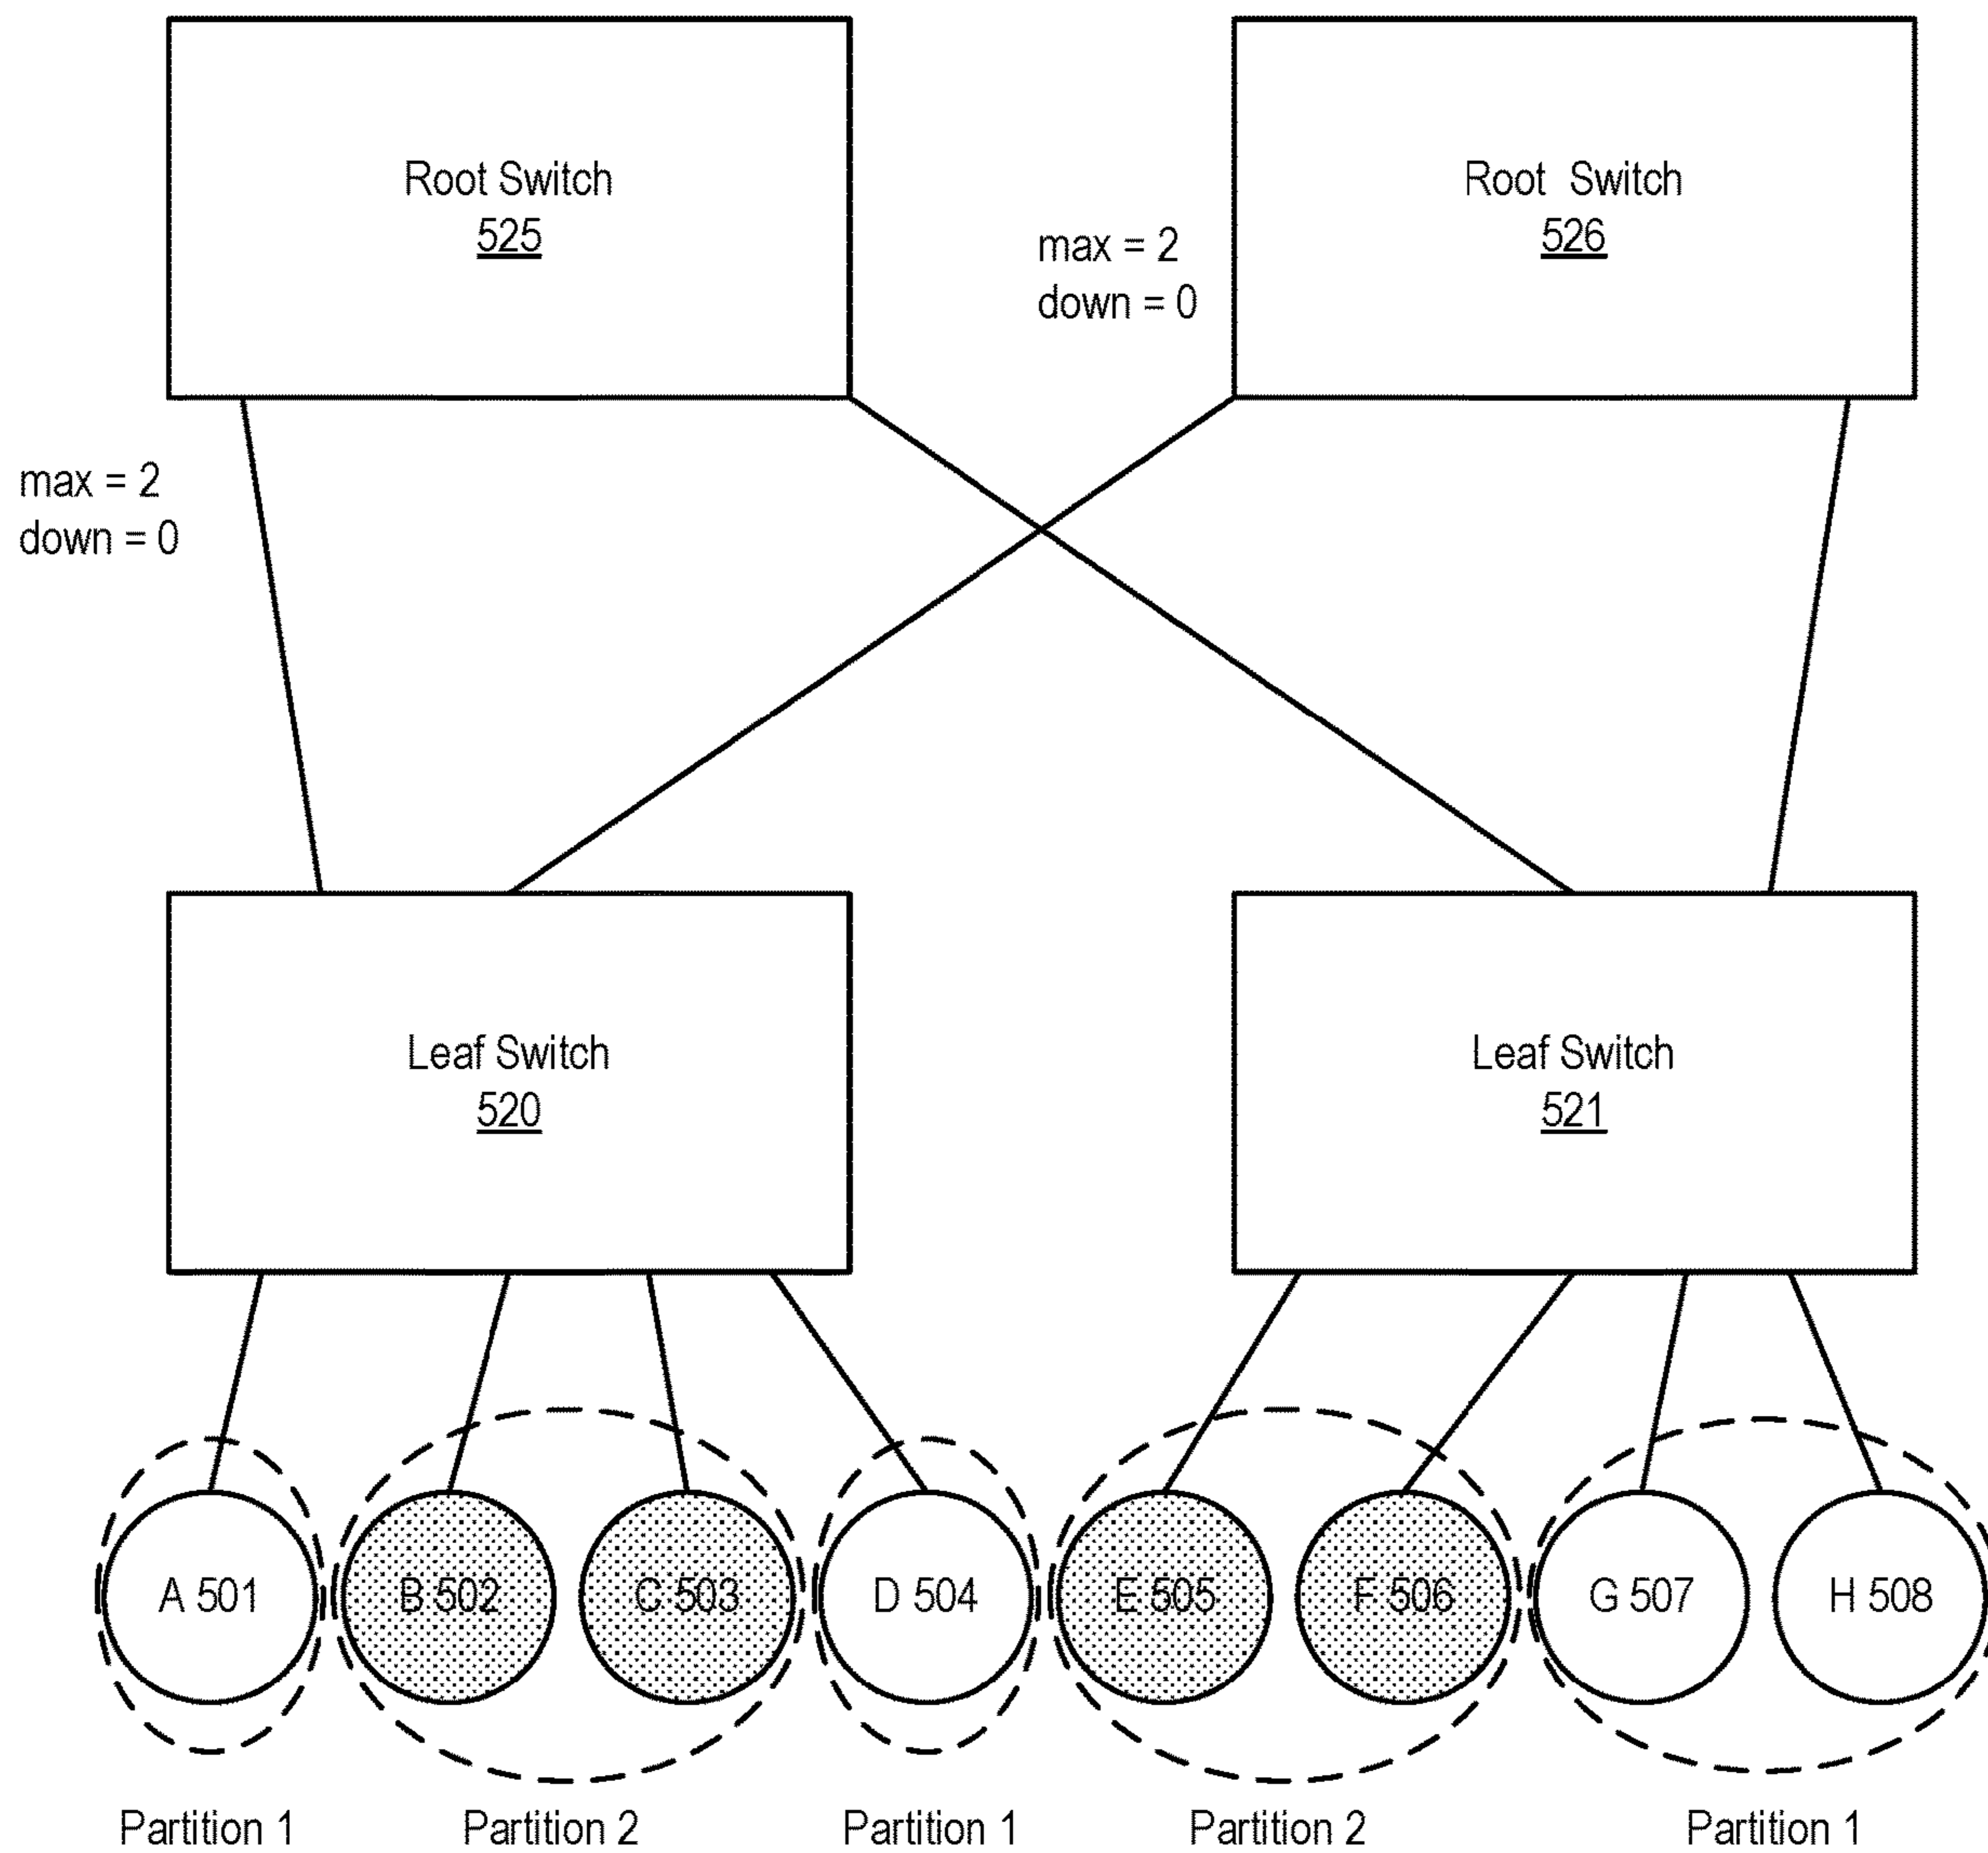 Root Switch
525
Root Switch
526
max = 2
down = 0
max = 2
down = 0
Leaf Switch
520
Leaf Switch
521
A 501
B 502
C 503
D 504
E 505
F 506
G 507
H 508
Partition 1
Partition 2
Partition 1
Partition 2
Partition 1